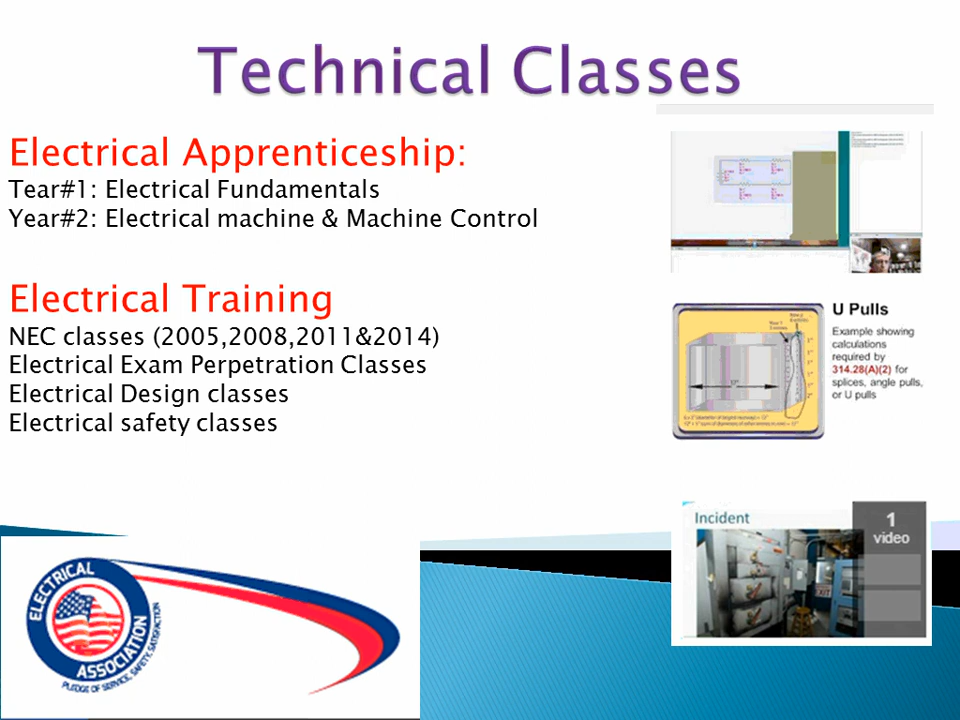 Technical Classes
Electrical Apprenticeship:
Tear#1: Electrical Fundamentals
Year#2: Electrical machine & Machine Control
Electrical Training
NEC classes (2005,2008,2011&2014)
Electrical Exam Perpetration Classes
Electrical Design classes
Electrical safety classes
U Pulls
Example showing
calculations
required by
314.28(A)(2) for
splices, angle pulls,
or U pulls
Incident
1
video
EXIT
ELECTRICAL
ASSOCIATION
PLEDGE OF SERVICE, SAFETY, SATISFACTION